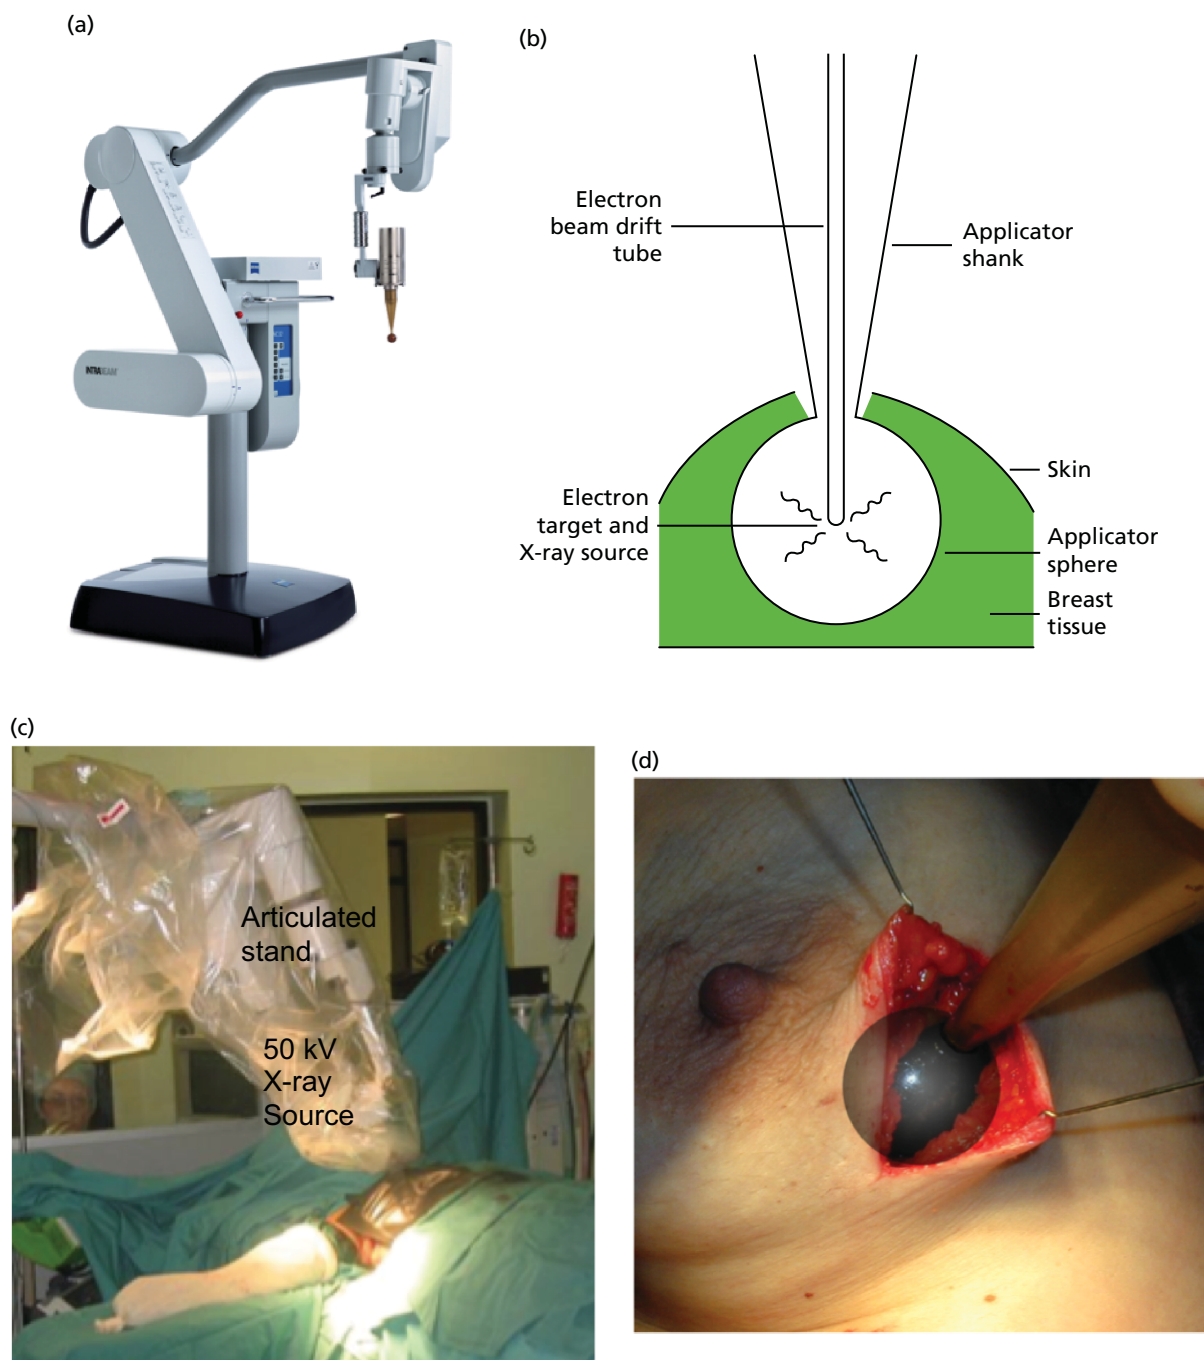 (a)
INTRABEAM
(b)
Electron
beam drift
tube
Applicator
shank
Skin
Electron
target and
X-ray source
Applicator
sphere
Breast
tissue
(c)
Articulated
stand
50 kV
X-ray
Source
(d)